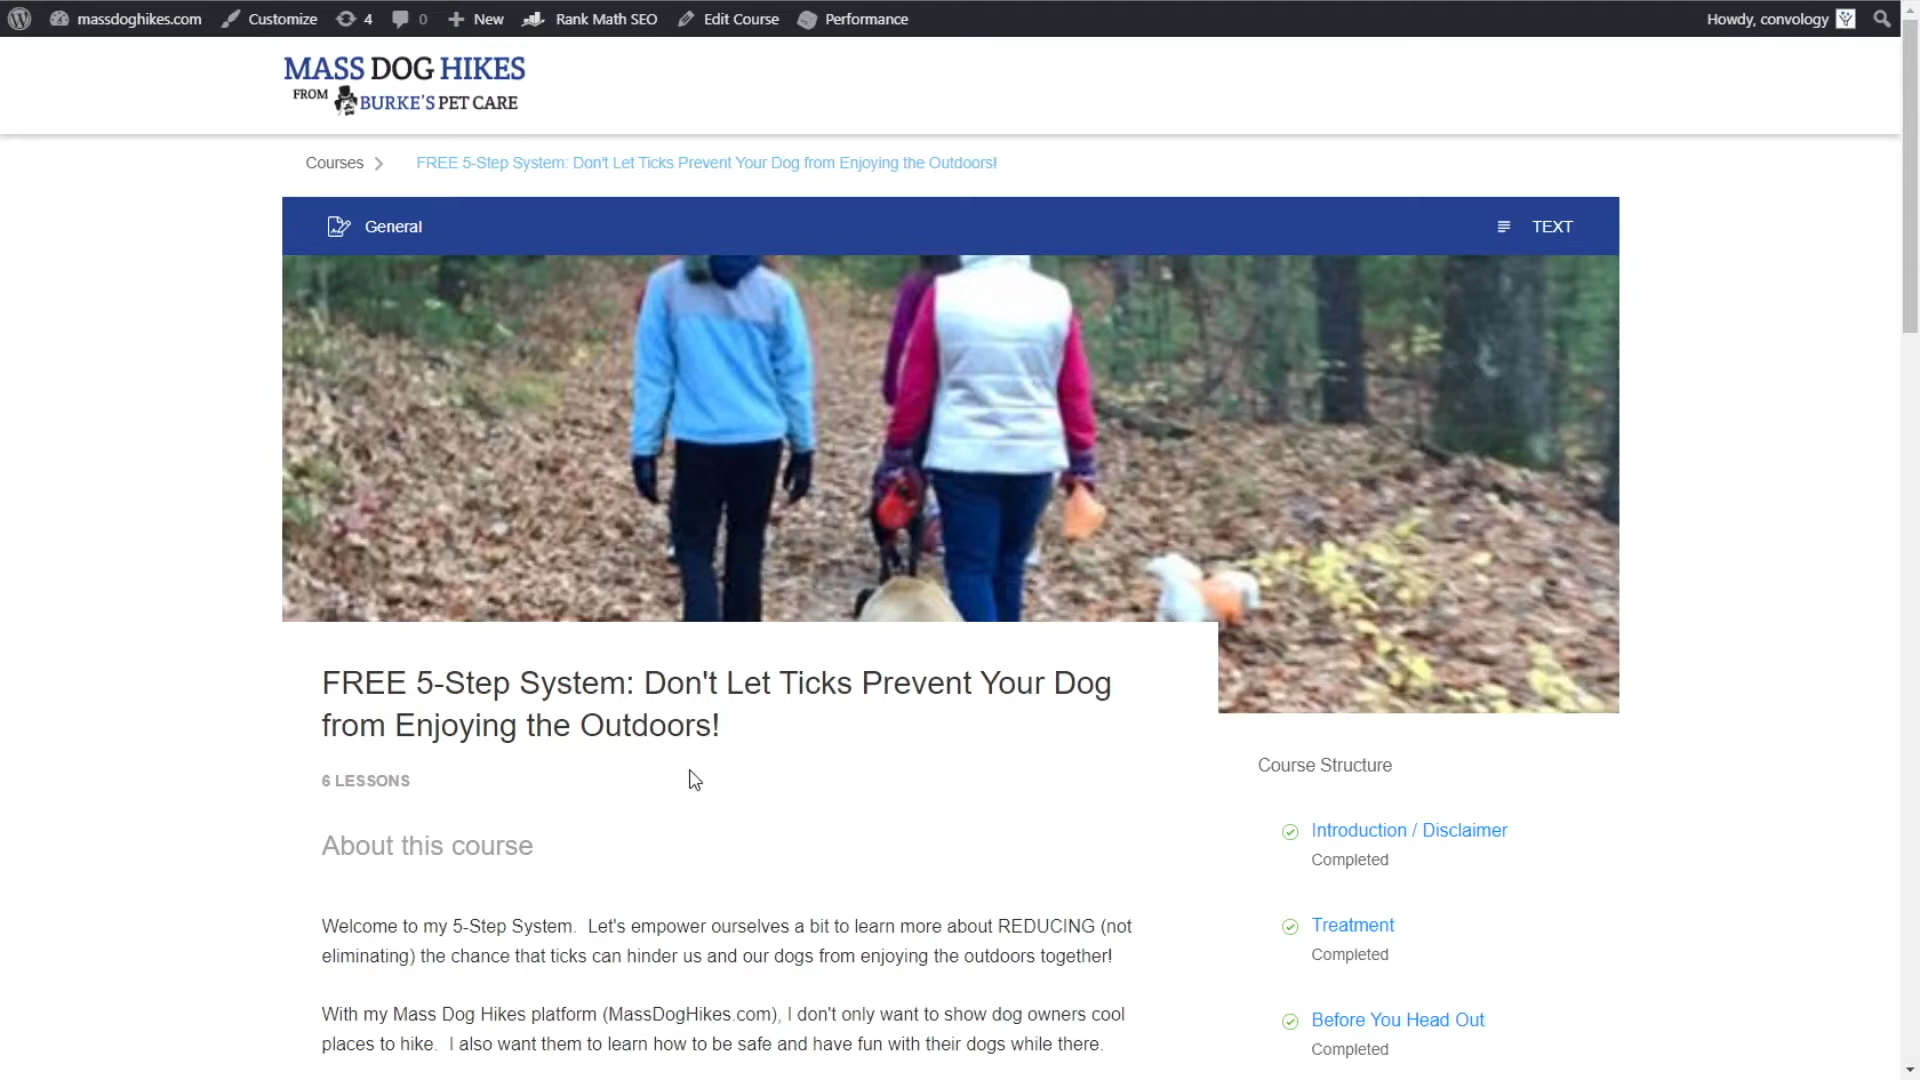 massdoghikes.com Customize 4 0 New Rank Math SEO Edit Course Performance Howdy, convology
MASS DOG HIKES
FROM BURKE'S PET CARE
Courses FREE 5-Step System: Don't Let Ticks Prevent Your Dog from Enjoying the Outdoors!
General TEXT
FREE 5-Step System: Don't Let Ticks Prevent Your Dog
from Enjoying the Outdoors!
6 LESSONS
About this course
Welcome to my 5-Step System. Let's empower ourselves a bit to learn more about REDUCING (not
eliminating) the chance that ticks can hinder us and our dogs from enjoying the outdoors together!
With my Mass Dog Hikes platform (MassDogHikes.com), I don't only want to show dog owners cool
places to hike. I also want them to learn how to be safe and have fun with their dogs while there.
Course Structure
Introduction / Disclaimer
Completed
Treatment
Completed
Before You Head Out
Completed